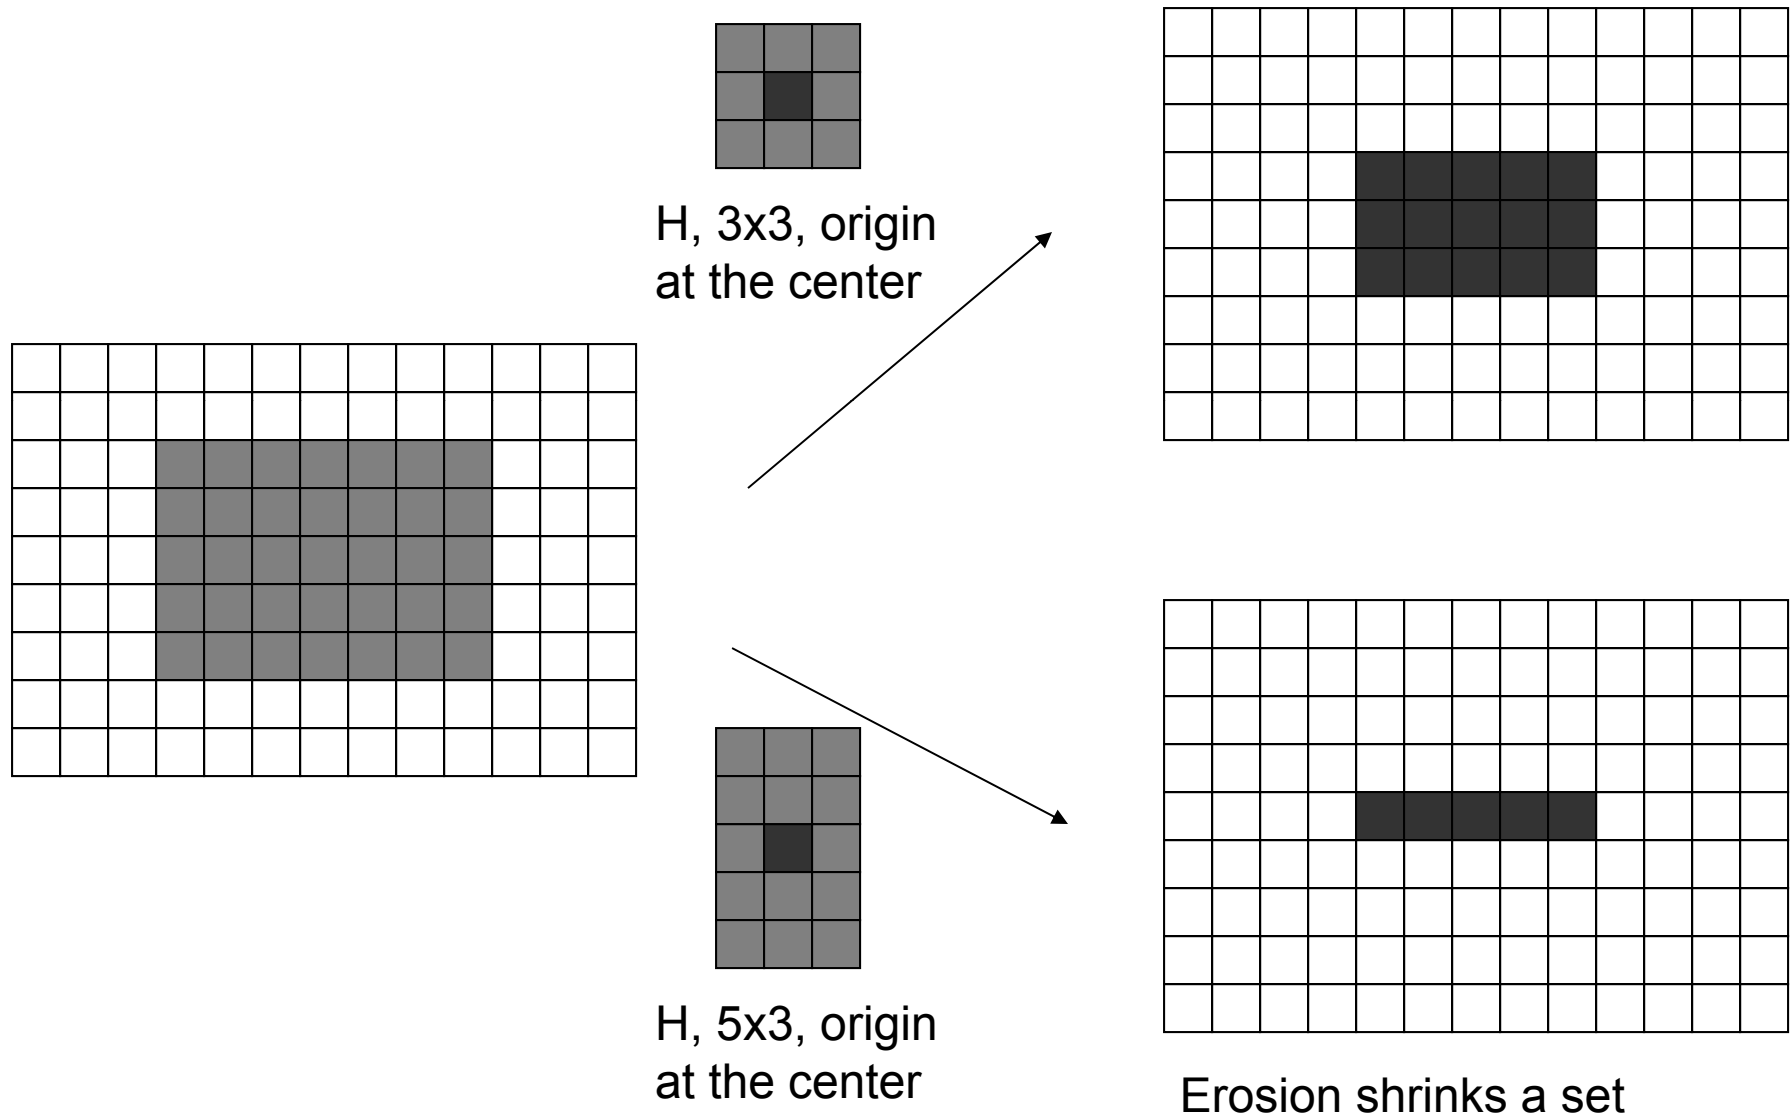 H, 3x3, origin
at the center
H, 5x3, origin
at the center
Erosion shrinks a set